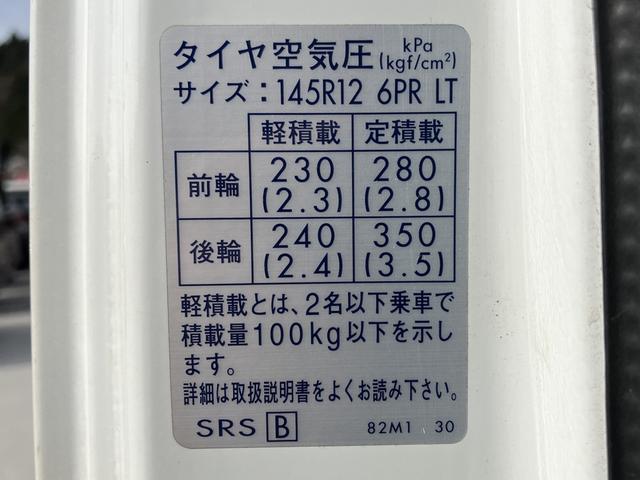 タイヤ空気圧 kPa (kgf/cm²)
サイズ：145R12 6PR LT
軽積載 定積載
前輪 230 (2.3) 280 (2.8)
後輪 240 (2.4) 350 (3.5)
軽積載とは、2名以下乗車で
積載量100kg以下を示し
ます。
詳細は取扱説明書をよくお読み下さい。
SRS B 82M1 30